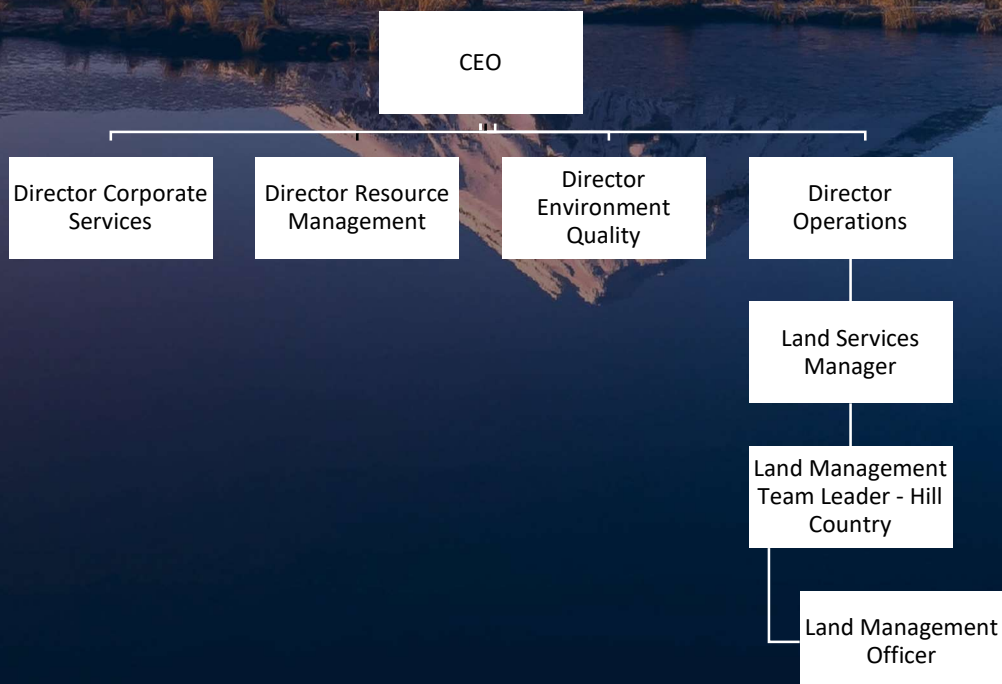 CEO
Director Corporate
Services
Director Resource
Management
Director
Environment
Quality
Director
Operations
Land Services
Manager
Land Management
Team Leader - Hill
Country
Land Management
Officer